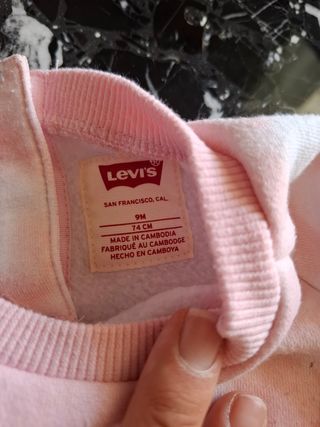 Levi's
SAN FRANCISCO, CAL.
9M
74 CM
MADE IN CAMBODIA
FABRIQUÉ AU CAMBODGE
HECHO EN CAMBOYA